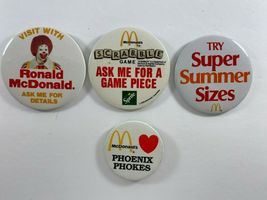 VISIT WITH
Ronald
McDonald.
ASK ME FOR
DETAILS
SCRABBLE
GAME
ASK ME FOR A
GAME PIECE
TRY
Super
Summer
Sizes
McDonald's
PHOENIX
PHOKES